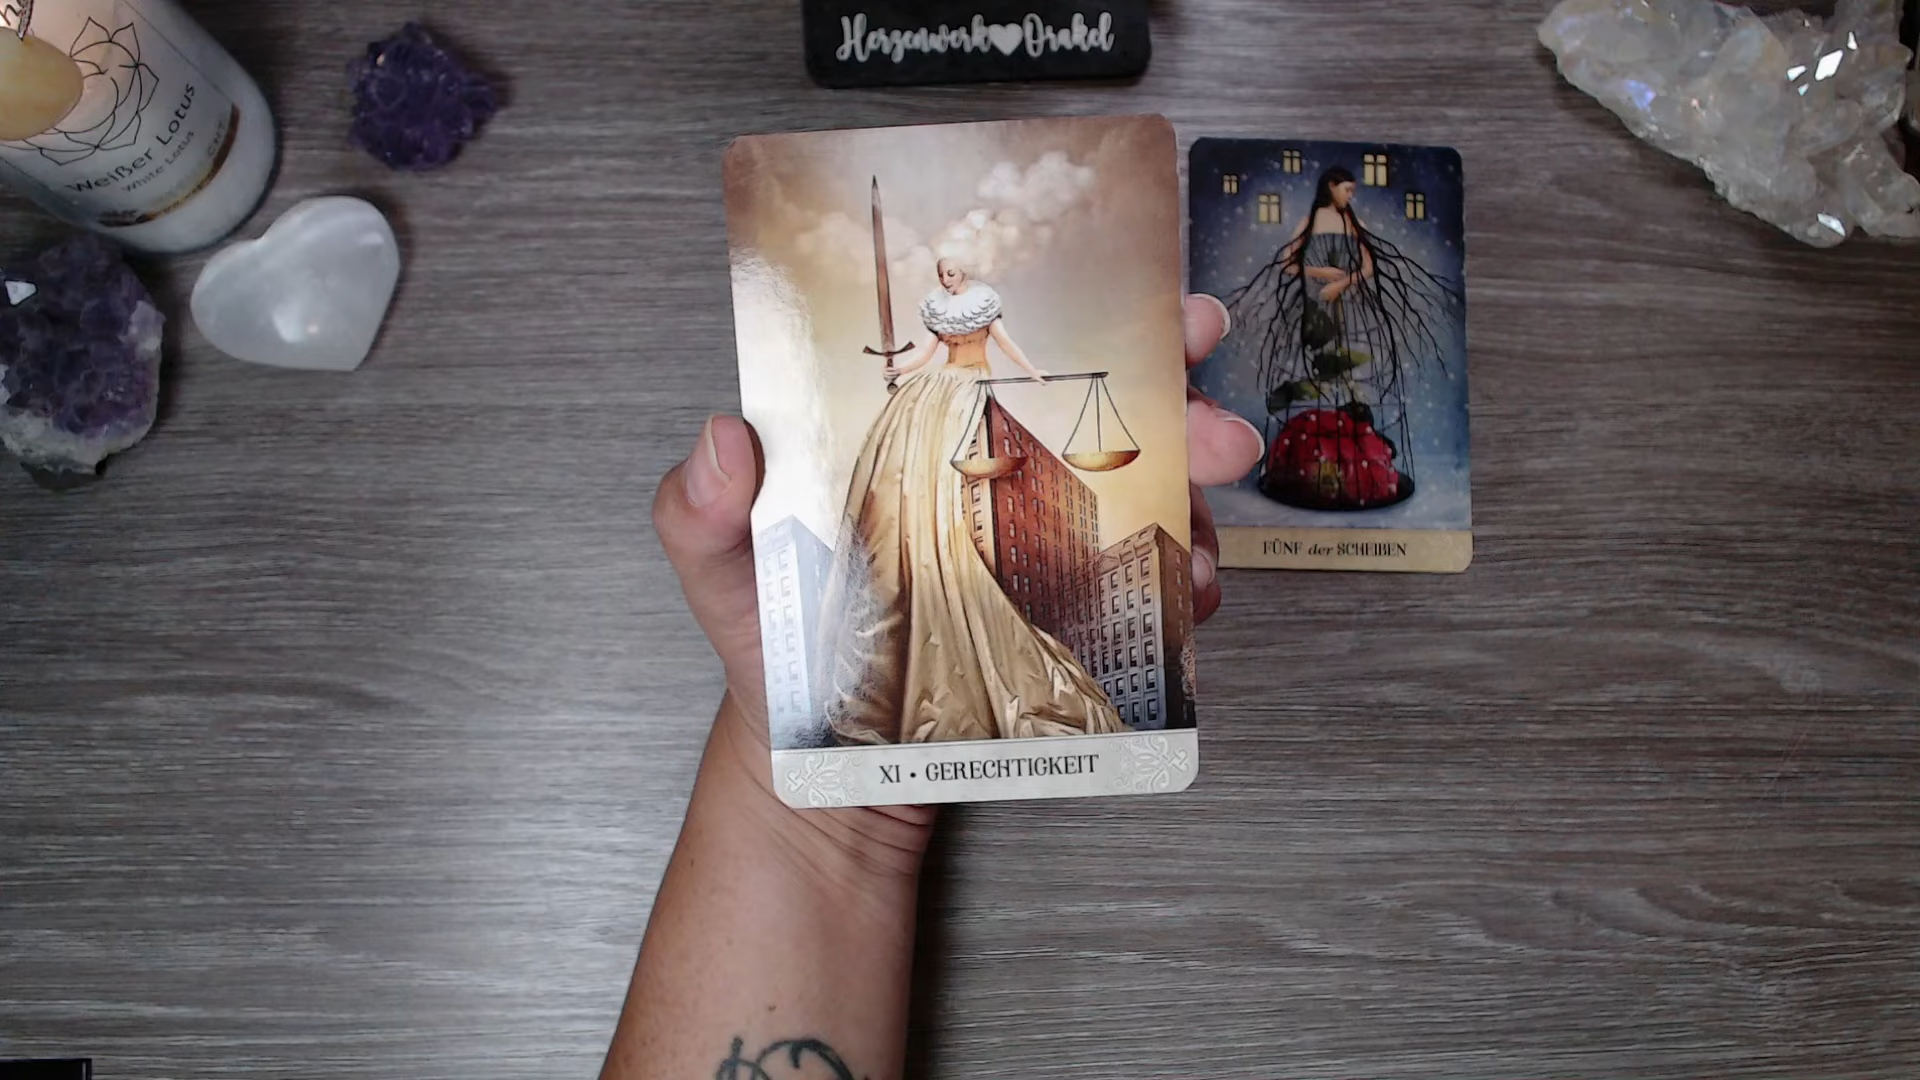 Herzenwerk Orakel
Weißer Lotus
White Lotus
XI • GERECHTIGKEIT
FÜNF der SCHEIBEN